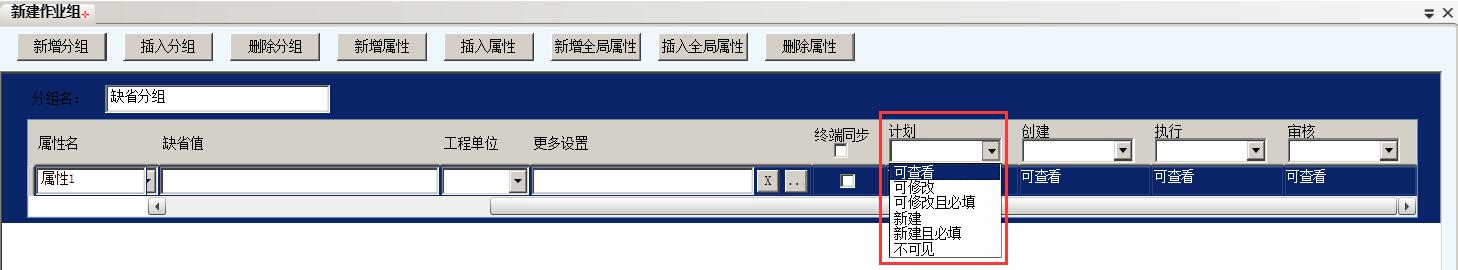 新建作业组
新增分组 插入分组 删除分组 新增属性 插入属性 新增全局属性 插入全局属性 删除属性
分组名： 缺省分组
属性名 缺省值 工程单位 更多设置 终端同步 计划 创建 执行 审核
属性1 X .. 可查看 可查看 可查看
可查看
可修改
可修改且必填
新建
新建且必填
不可见